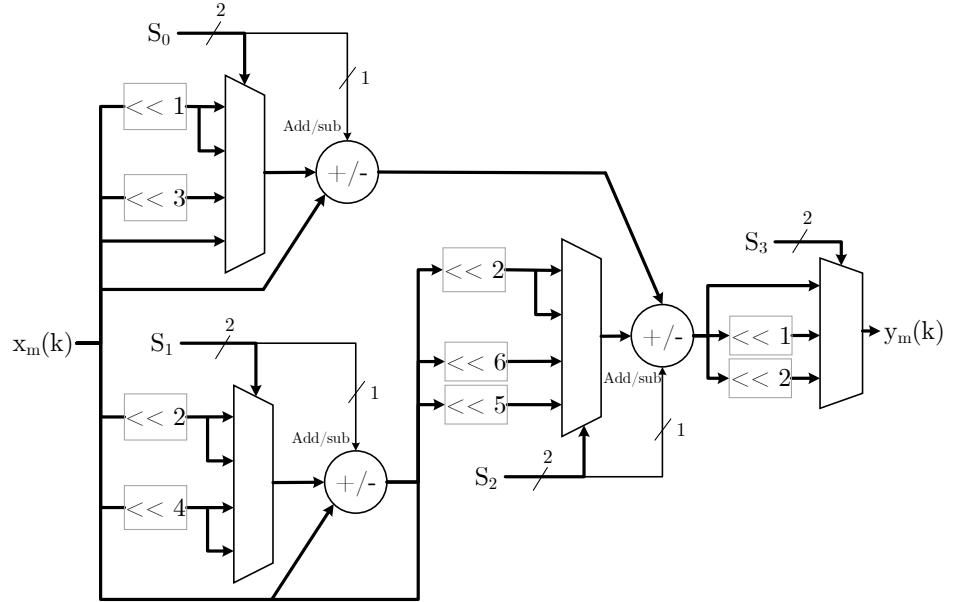 S0
2
1
<< 1
Add/sub
+/-
<< 3
S3
2
<< 2
xm(k)
S1
2
+/-
<< 1
ym(k)
<< 6
Add/sub
<< 2
1
<< 5
<< 2
Add/sub
1
+/-
S2
2
<< 4